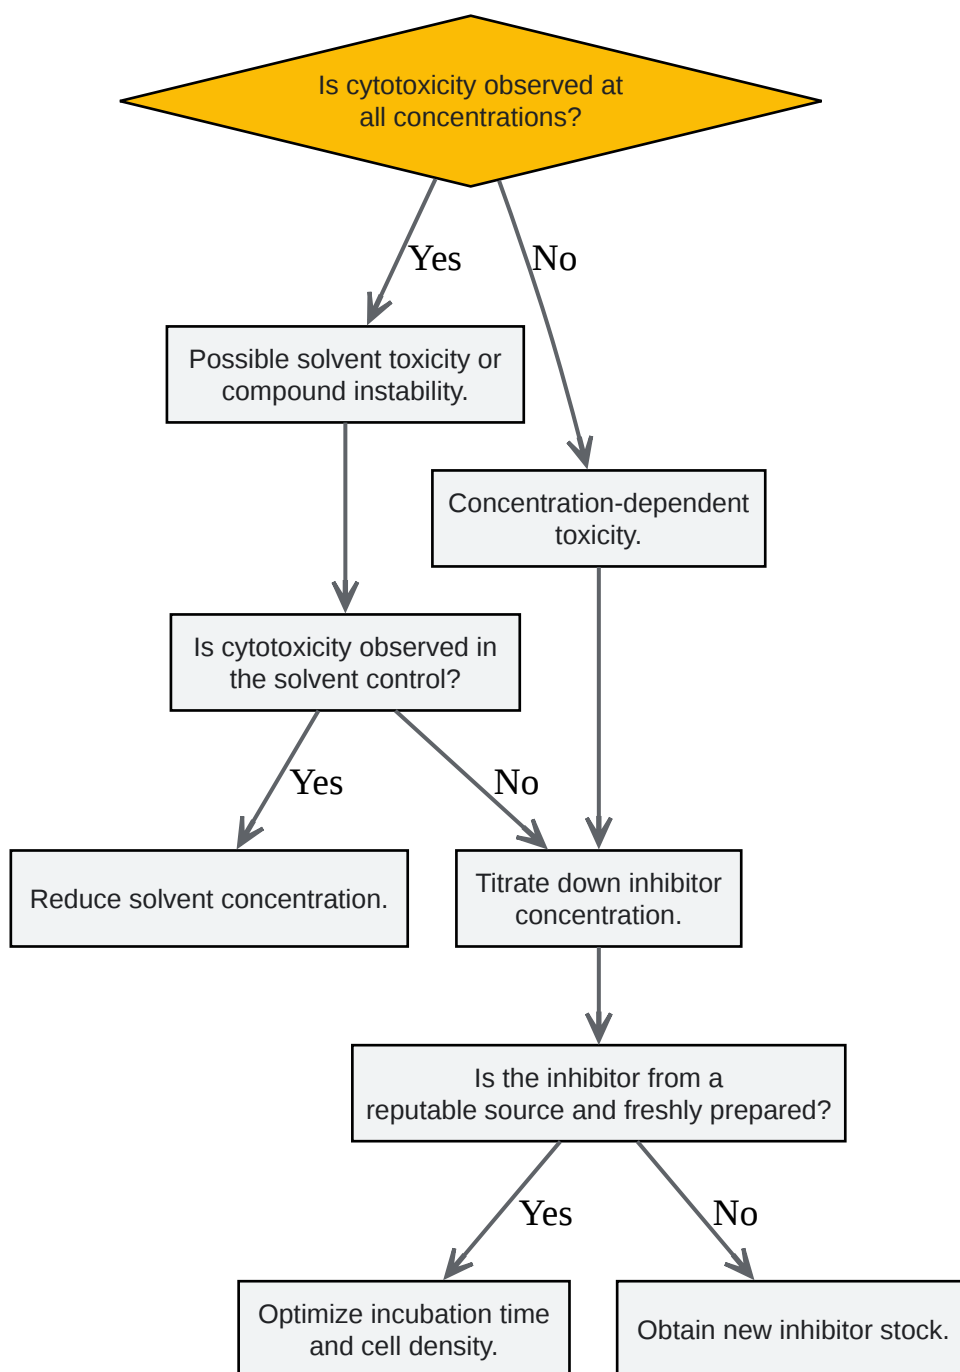 Is cytotoxicity observed at
all concentrations?
Yes
No
Possible solvent toxicity or
compound instability.
Concentration-dependent
toxicity.
Is cytotoxicity observed in
the solvent control?
Yes
No
Reduce solvent concentration.
Titrate down inhibitor
concentration.
Is the inhibitor from a
reputable source and freshly prepared?
Yes
No
Optimize incubation time
and cell density.
Obtain new inhibitor stock.